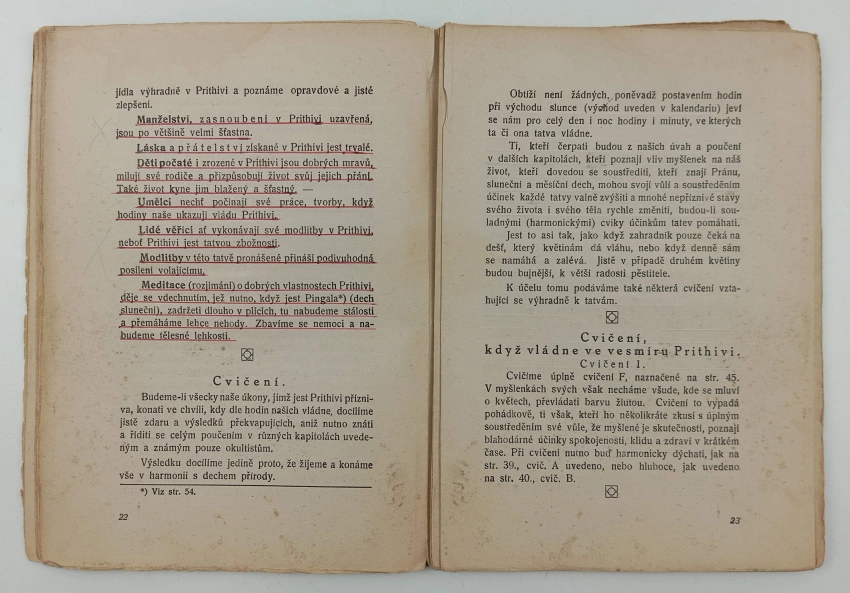 jídla výhradně v Prithivi a poznáme opravdové a jisté
zlepšení.
Manželství, zasnoubení v Prithivi uzavřená,
jsou po většině velmi šťastna.
Láska a přátelství získané v Prithivi jest trvalé.
Děti počaté i zrozené v Prithivi jsou dobrých mravů,
milují své rodiče a přizpůsobují život svůj jejich přání.
Také život kyne jim blažený a šťastný. —
Umělci nechť počínají své práce, tvorby, když
hodiny naše ukazují vládu Prithivi.
Lidé věřící ať vykonávají své modlitby v Prithivi,
neboť Prithivi jest tatvou zbožnosti.
Modlitby v této tatvě pronášené přináší podivuhodná
posílení volajícímu.
Meditace (rozjímání) o dobrých vlastnostech Prithivi,
děje se vdechnutím, jež nutno, když jest Pingala*) (dech
sluneční), zadržeti dlouho v plicích, tu nabudeme stálosti
a přemáháme lehce nehody. Zbavíme se nemoci a na-
budeme tělesné lehkosti.
Cvičení.
Budeme-li všecky naše úkony, jimž jest Prithivi přízni-
va, konati ve chvíli, kdy dle hodin našich vládne, docílíme
jistě zdaru a výsledků překvapujících, aniž nutno znáti
a říditi se celým poučením v různých kapitolách uvede-
ným a známým pouze okultistům.
Výsledku docílíme jedině proto, že žijeme a konáme
vše v harmonii s dechem přírody.
*) Viz str. 54.
22
Obtíží není žádných, poněvadž postavením hodin
při východu slunce (východ uveden v kalendariu) jeví
se nám pro celý den i noc hodiny i minuty, ve kterých
ta či ona tatva vládne.
Ti, kteří čerpati budou z našich úvah a poučení
v dalších kapitolách, kteří poznají vliv myšlenek na náš
život, kteří dovedou se soustřediti, kteří znají Pránu,
sluneční a měsíční dech, mohou svojí vůlí a soustředěním
účinek každé tatvy valně zvýšiti a mnohé nepříznivé stavy
svého života i svého těla rychle změniti, budou-li sou-
ladnými (harmonickými) cviky účinkům tatev pomáhati.
Jest to asi tak, jako když zahradník pouze čeká na
dešť, který květinám dá vláhu, nebo když denně sám
se namáhá a zalévá. Jistě v případě druhém květiny
budou bujnější, k větší radosti pěstitele.
K účelu tomu podáváme také některá cvičení vzta-
hující se výhradně k tatvám.
Cvičení,
když vládne ve vesmíru Prithivi.
Cvičení 1.
Cvičíme úplně cvičení F, naznačené na str. 45.
V myšlenkách svých však necháme všude, kde se mluví
o květech, převládati barvu žlutou. Cvičení to vypadá
pohádkově, ti však, kteří ho několikráte zkusí s úplným
soustředěním své vůle, že myšlené je skutečností, poznají
blahodárné účinky spokojenosti, klidu a zdraví v krátkém
čase. Při cvičení nutno buď harmonicky dýchati, jak na
str. 39., cvič. A uvedeno, nebo hluboce, jak uvedeno
na str. 40., cvič. B.
23